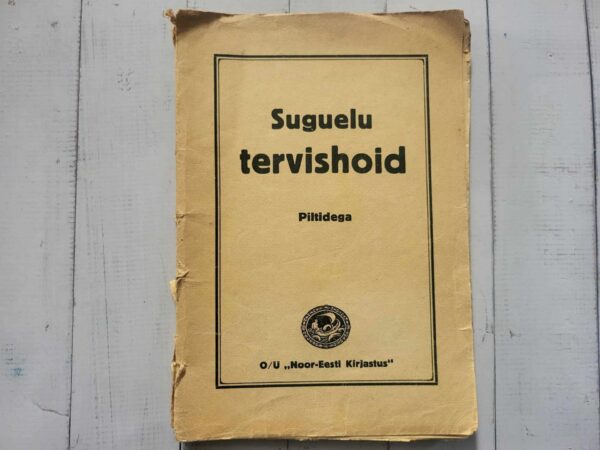 Suguelu
tervishoid
Piltidega
O/Ü „Noor-Eesti Kirjastus"